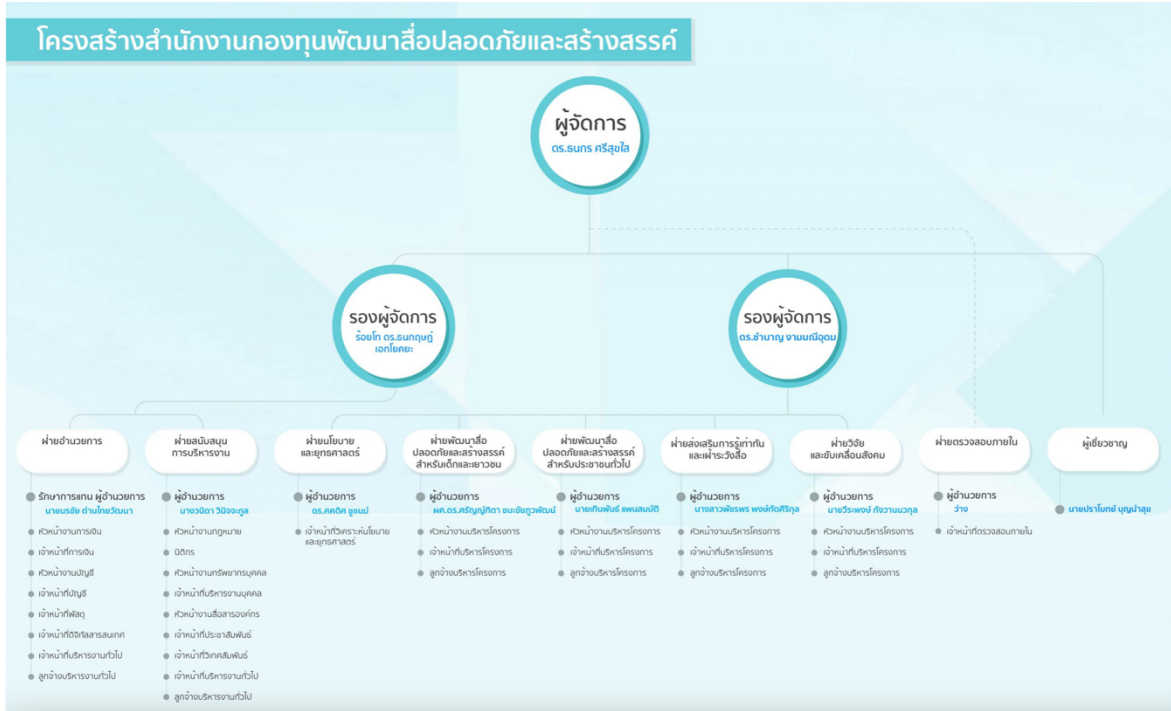 โครงสร้างสำนักงานกองทุนพัฒนาสื่อปลอดภัยและสร้างสรรค์
ผู้จัดการ
ดร.ธนกร ศรีสุขใส
รองผู้จัดการ
ร้อยโท ดร.ธนกฤษฎ์
เอกโยคยะ
รองผู้จัดการ
ดร.ชำนาญ งามมณีอุดม
ฝ่ายอำนวยการ
รักษาการแทน ผู้อำนวยการ
นายนรชัย ด่านไทยวัฒนา
หัวหน้างานการเงิน
เจ้าหน้าที่การเงิน
หัวหน้างานบัญชี
เจ้าหน้าที่บัญชี
เจ้าหน้าที่พัสดุ
เจ้าหน้าที่ดิจิทัลสารสนเทศ
เจ้าหน้าที่บริหารงานทั่วไป
ลูกจ้างบริหารงานทั่วไป
ฝ่ายสนับสนุน
การบริหารงาน
ผู้อำนวยการ
นางวนิดา วินิจจะกูล
หัวหน้างานกฎหมาย
นิติกร
หัวหน้างานทรัพยากรบุคคล
เจ้าหน้าที่บริหารงานบุคคล
หัวหน้างานสื่อสารองค์กร
เจ้าหน้าที่ประชาสัมพันธ์
เจ้าหน้าที่วิเทศสัมพันธ์
เจ้าหน้าที่บริหารงานทั่วไป
ลูกจ้างบริหารงานทั่วไป
ฝ่ายนโยบาย
และยุทธศาสตร์
ผู้อำนวยการ
เจ้าหน้าที่วิเคราะห์นโยบาย
และยุทธศาสตร์
ฝ่ายพัฒนาสื่อ
ปลอดภัยและสร้างสรรค์
สำหรับเด็กและเยาวชน
ผู้อำนวยการ
ผศ.ดร.ศรัญญ์ทิตา ชนะชัยภูวพัฒน์
หัวหน้างานบริหารโครงการ
เจ้าหน้าที่บริหารโครงการ
ลูกจ้างบริหารโครงการ
ฝ่ายพัฒนาสื่อ
ปลอดภัยและสร้างสรรค์
สำหรับประชาชนทั่วไป
ผู้อำนวยการ
นายเทิมพันธ์ แพนสมบัติ
หัวหน้างานบริหารโครงการ
เจ้าหน้าที่บริหารโครงการ
ลูกจ้างบริหารโครงการ
ฝ่ายส่งเสริมการรู้เท่าทัน
และเฝ้าระวังสื่อ
ผู้อำนวยการ
นางสาวพัชรพร พงษ์ทัดศิริกุล
หัวหน้างานบริหารโครงการ
เจ้าหน้าที่บริหารโครงการ
ลูกจ้างบริหารโครงการ
ฝ่ายวิจัย
และขับเคลื่อนสังคม
ผู้อำนวยการ
นายวีระพงษ์ กังวานนวกุล
หัวหน้างานบริหารโครงการ
เจ้าหน้าที่บริหารโครงการ
ลูกจ้างบริหารโครงการ
ฝ่ายตรวจสอบภายใน
ผู้อำนวยการ
ว่าง
เจ้าหน้าที่ตรวจสอบภายใน
ผู้เชี่ยวชาญ
นายปราโมทย์ บุญนำสุข